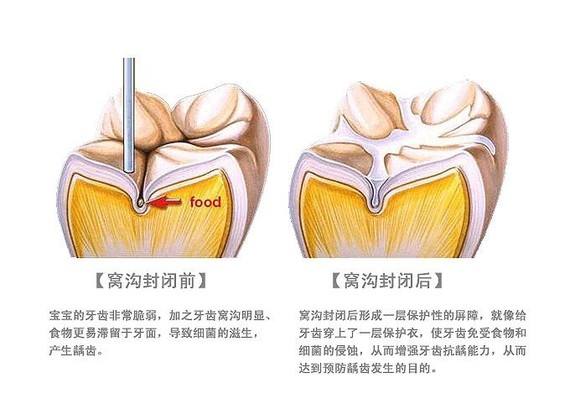 food
【窝沟封闭前】
宝宝的牙齿非常脆弱，加之牙齿窝沟明显、
食物更易滞留于牙面，导致细菌的滋生，
产生龋齿。
【窝沟封闭后】
窝沟封闭后形成一层保护性的屏障，就像给
牙齿穿上了一层保护衣，使牙齿免受食物和
细菌的侵蚀，从而增强牙齿抗龋能力，从而
达到预防龋齿发生的目的。